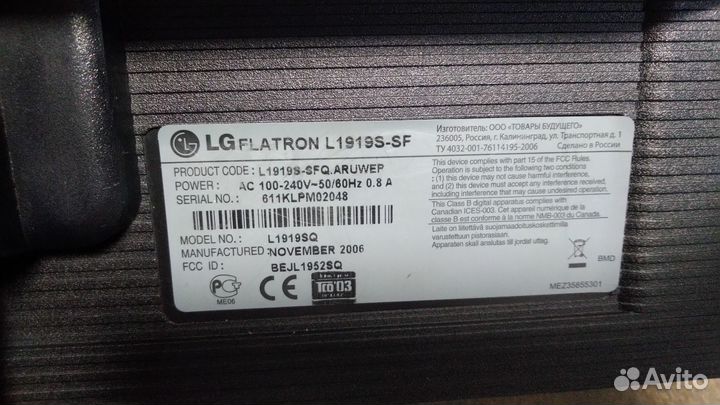 LG FLATRON L1919S-SF
Изготовитель: ООО «ТОВАРЫ БУДУЩЕГО»
236005, Россия, г. Калининград, ул. Транспортная д. 1
ТУ 4032-001-76114195-2006 Сделано в России
PRODUCT CODE: L1919S-SFQ.ARUWEP
POWER: AC 100-240V~50/60Hz 0.8 A
SERIAL NO.: 611KLPM02048
This device complies with part 15 of the FCC Rules.
Operation is subject to the following two conditions:
(1) this device may not cause harmful interference,
and (2) this device must accept any interference
received, including interference that may cause
undesired operation.
This Class B digital apparatus complies with
Canadian ICES-003. Cet appareil numérique de la
classe B est conforme à la norme NMB-003 du Canada.
Laite on liitettävä suojamaadoituskoskettimilla
varustettuun pistorasiaan.
Apparaten skall anslutas till jordat uttag.
MODEL NO.: L1919SQ
MANUFACTURED: NOVEMBER 2006
FCC ID: BEJL1952SQ
ME06
CE
TCO'03
BMD
MEZ35855301
Avito